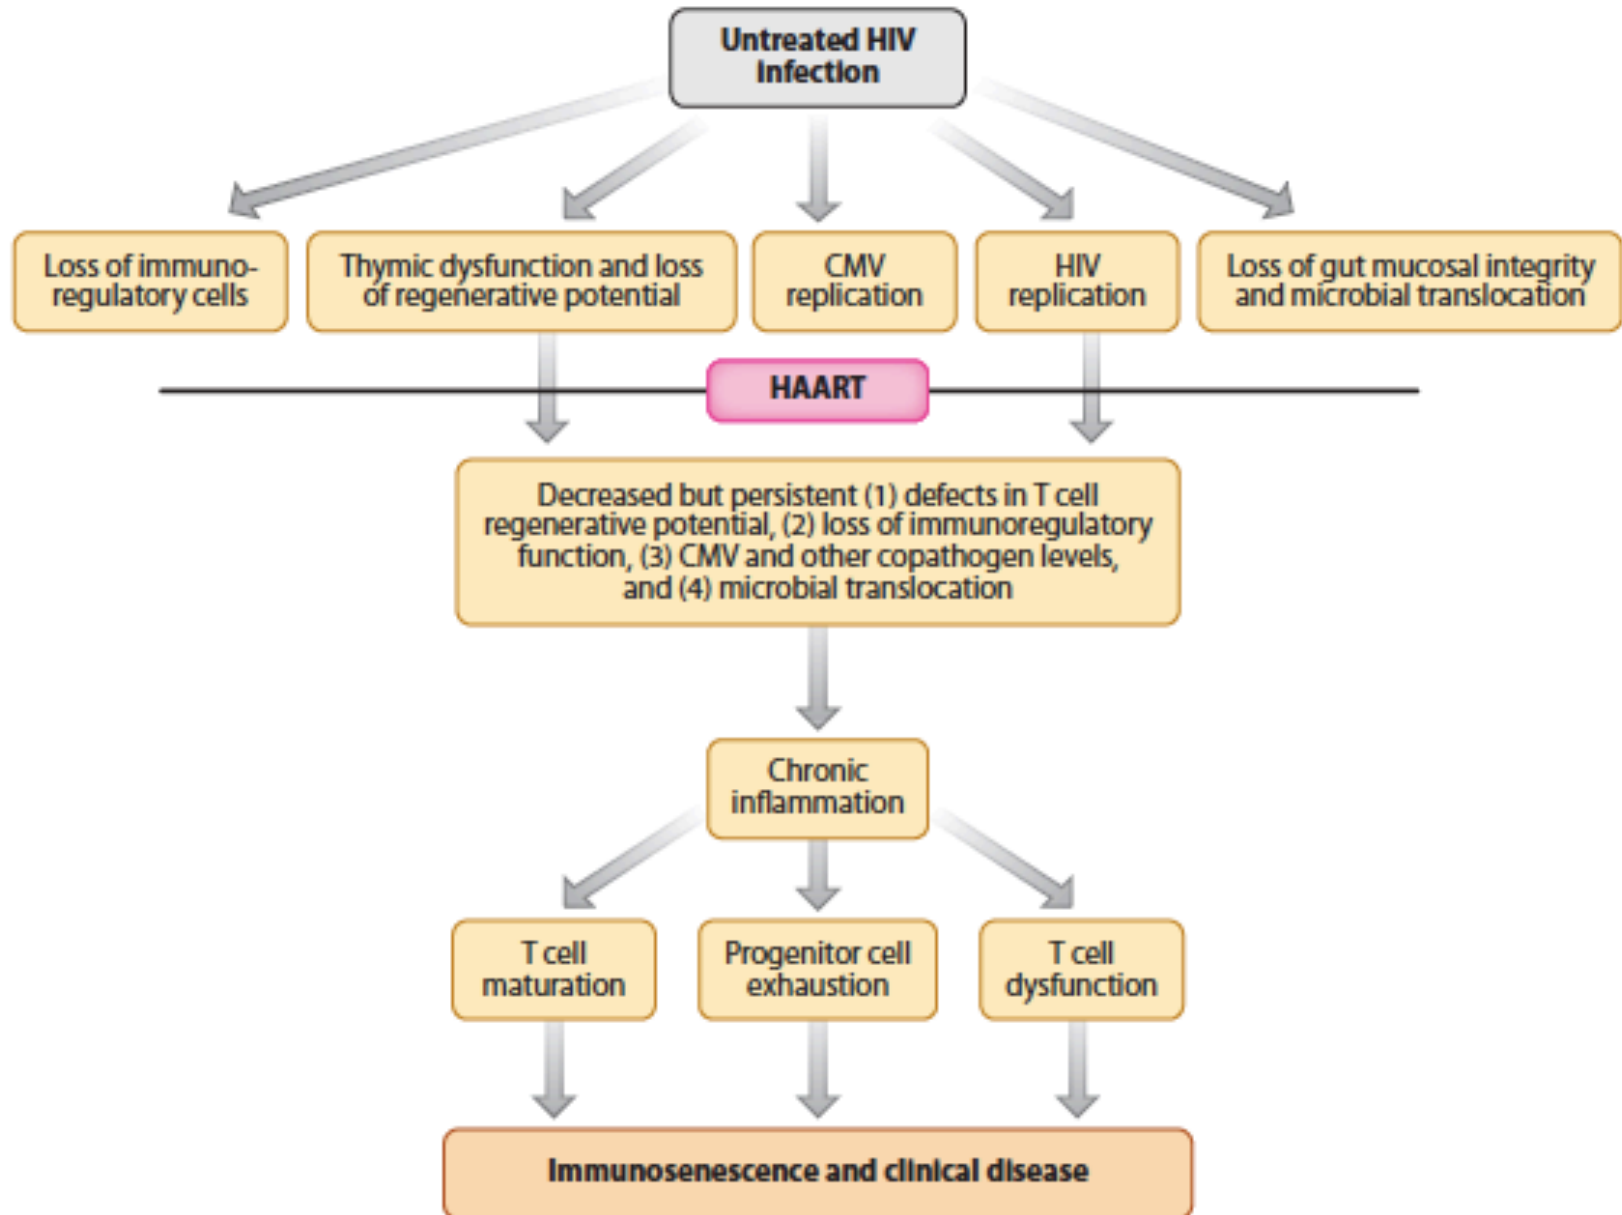 Untreated HIV
infection
Loss of immuno-
regulatory cells
Thymic dysfunction and loss
of regenerative potential
CMV
replication
HIV
replication
Loss of gut mucosal integrity
and microbial translocation
HAART
Decreased but persistent (1) defects in T cell
regenerative potential, (2) loss of immunoregulatory
function, (3) CMV and other copathogen levels,
and (4) microbial translocation
Chronic
inflammation
T cell
maturation
Progenitor cell
exhaustion
T cell
dysfunction
Immunosenescence and clinical disease